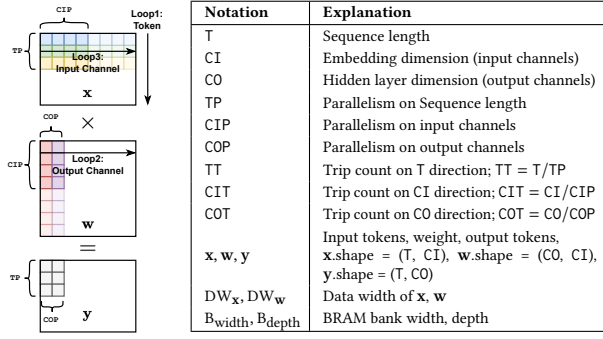 CIP
Loop1:
Token
TP
Loop3:
Input Channel
x
×
COP
CIP
Loop2:
Output Channel
w
=
TP
COP
y
Notation Explanation
T Sequence length
CI Embedding dimension (input channels)
CO Hidden layer dimension (output channels)
TP Parallelism on Sequence length
CIP Parallelism on input channels
COP Parallelism on output channels
TT Trip count on T direction; TT = T/TP
CIT Trip count on CI direction; CIT = CI/CIP
COT Trip count on CO direction; COT = CO/COP
x, w, y Input tokens, weight, output tokens,
x.shape = (T, CI), w.shape = (CO, CI),
y.shape = (T, CO)
DWx, DWw Data width of x, w
Bwidth, Bdepth BRAM bank width, depth